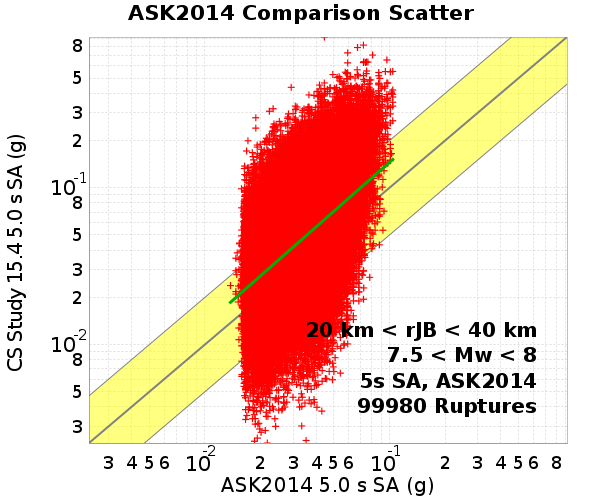 ASK2014 Comparison Scatter
CS Study 15.4 5.0 s SA (g)
8
5
3
2
10-1
8
5
3
2
10-2
8
5
3
20 km < rJB < 40 km
7.5 < Mw < 8
5s SA, ASK2014
99980 Ruptures
3 4 5 6 10-2 2 3 4 5 6 10-1 2 3 4 5 6 8
ASK2014 5.0 s SA (g)